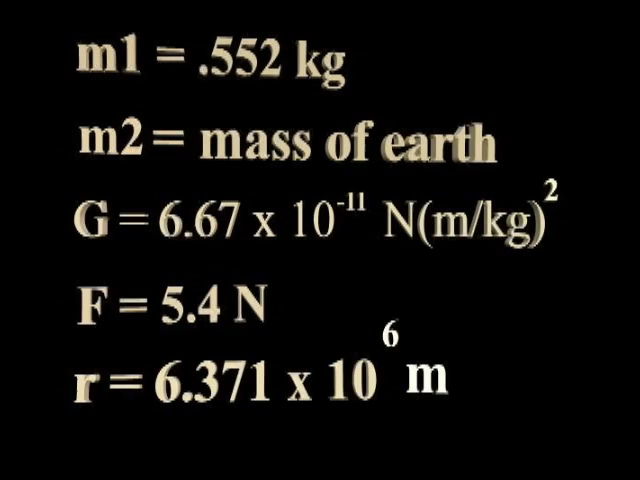 m1 = .552 kg
m2 = mass of earth
G = 6.67 x 10⁻¹¹ N(m/kg)²
F = 5.4 N
r = 6.371 x 10⁶ m